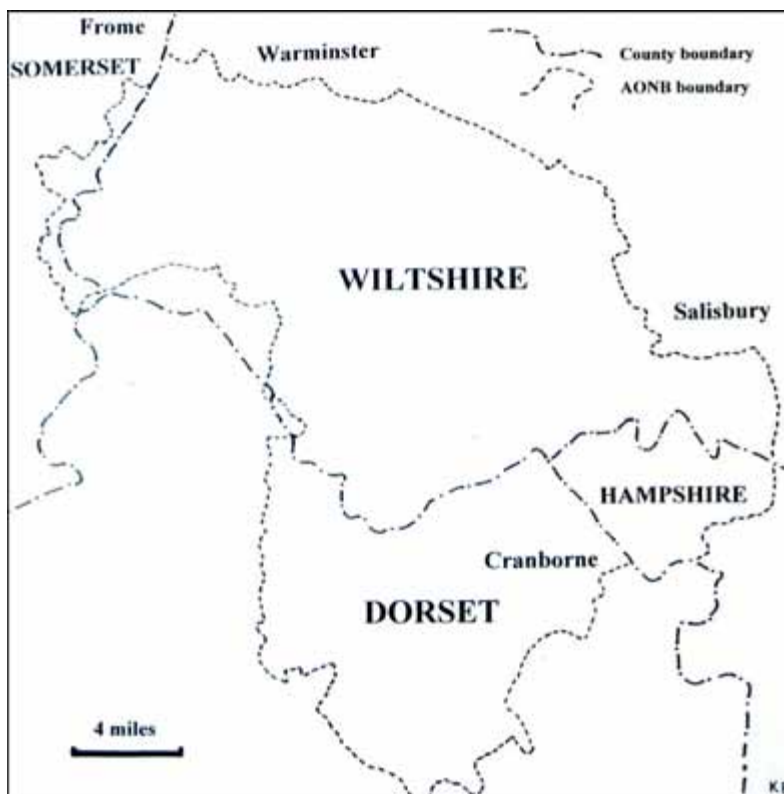 Frome
SOMERSET
Warminster
County boundary
AONB boundary
WILTSHIRE
Salisbury
HAMPSHIRE
Cranborne
DORSET
4 miles